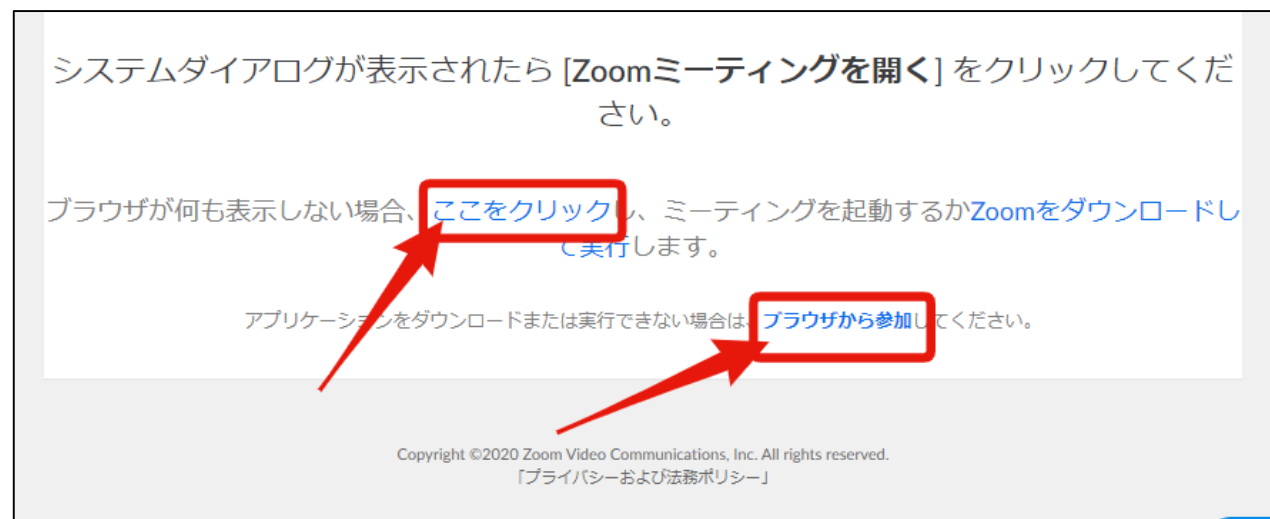 システムダイアログが表示されたら [Zoomミーティングを開く] をクリックしてくだ
さい。
ブラウザが何も表示しない場合、ここをクリックし、ミーティングを起動するかZoomをダウンロードし
て実行します。
アプリケーションをダウンロードまたは実行できない場合は、ブラウザから参加してください。
Copyright ©2020 Zoom Video Communications, Inc. All rights reserved.
「プライバシーおよび法務ポリシー」